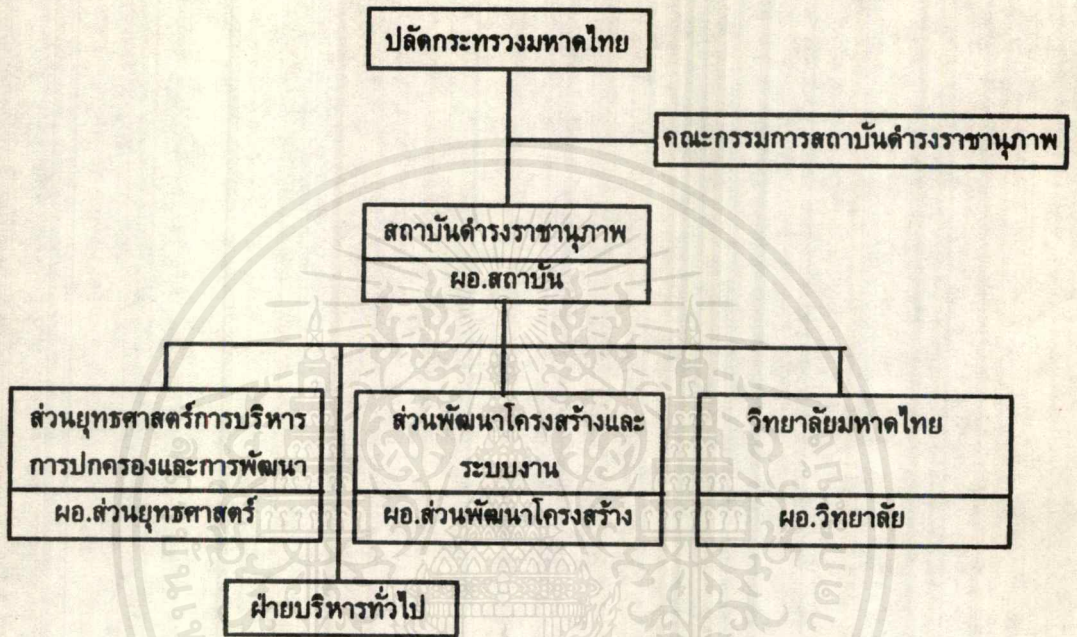 ปลัดกระทรวงมหาดไทย
คณะกรรมการสถาบันดำรงราชานุภาพ
สถาบันดำรงราชานุภาพ
ผอ.สถาบัน
ส่วนยุทธศาสตร์การบริหาร
การปกครองและการพัฒนา
ผอ.ส่วนยุทธศาสตร์
ส่วนพัฒนาโครงสร้างและ
ระบบงาน
ผอ.ส่วนพัฒนาโครงสร้าง
วิทยาลัยมหาดไทย
ผอ.วิทยาลัย
ฝ่ายบริหารทั่วไป